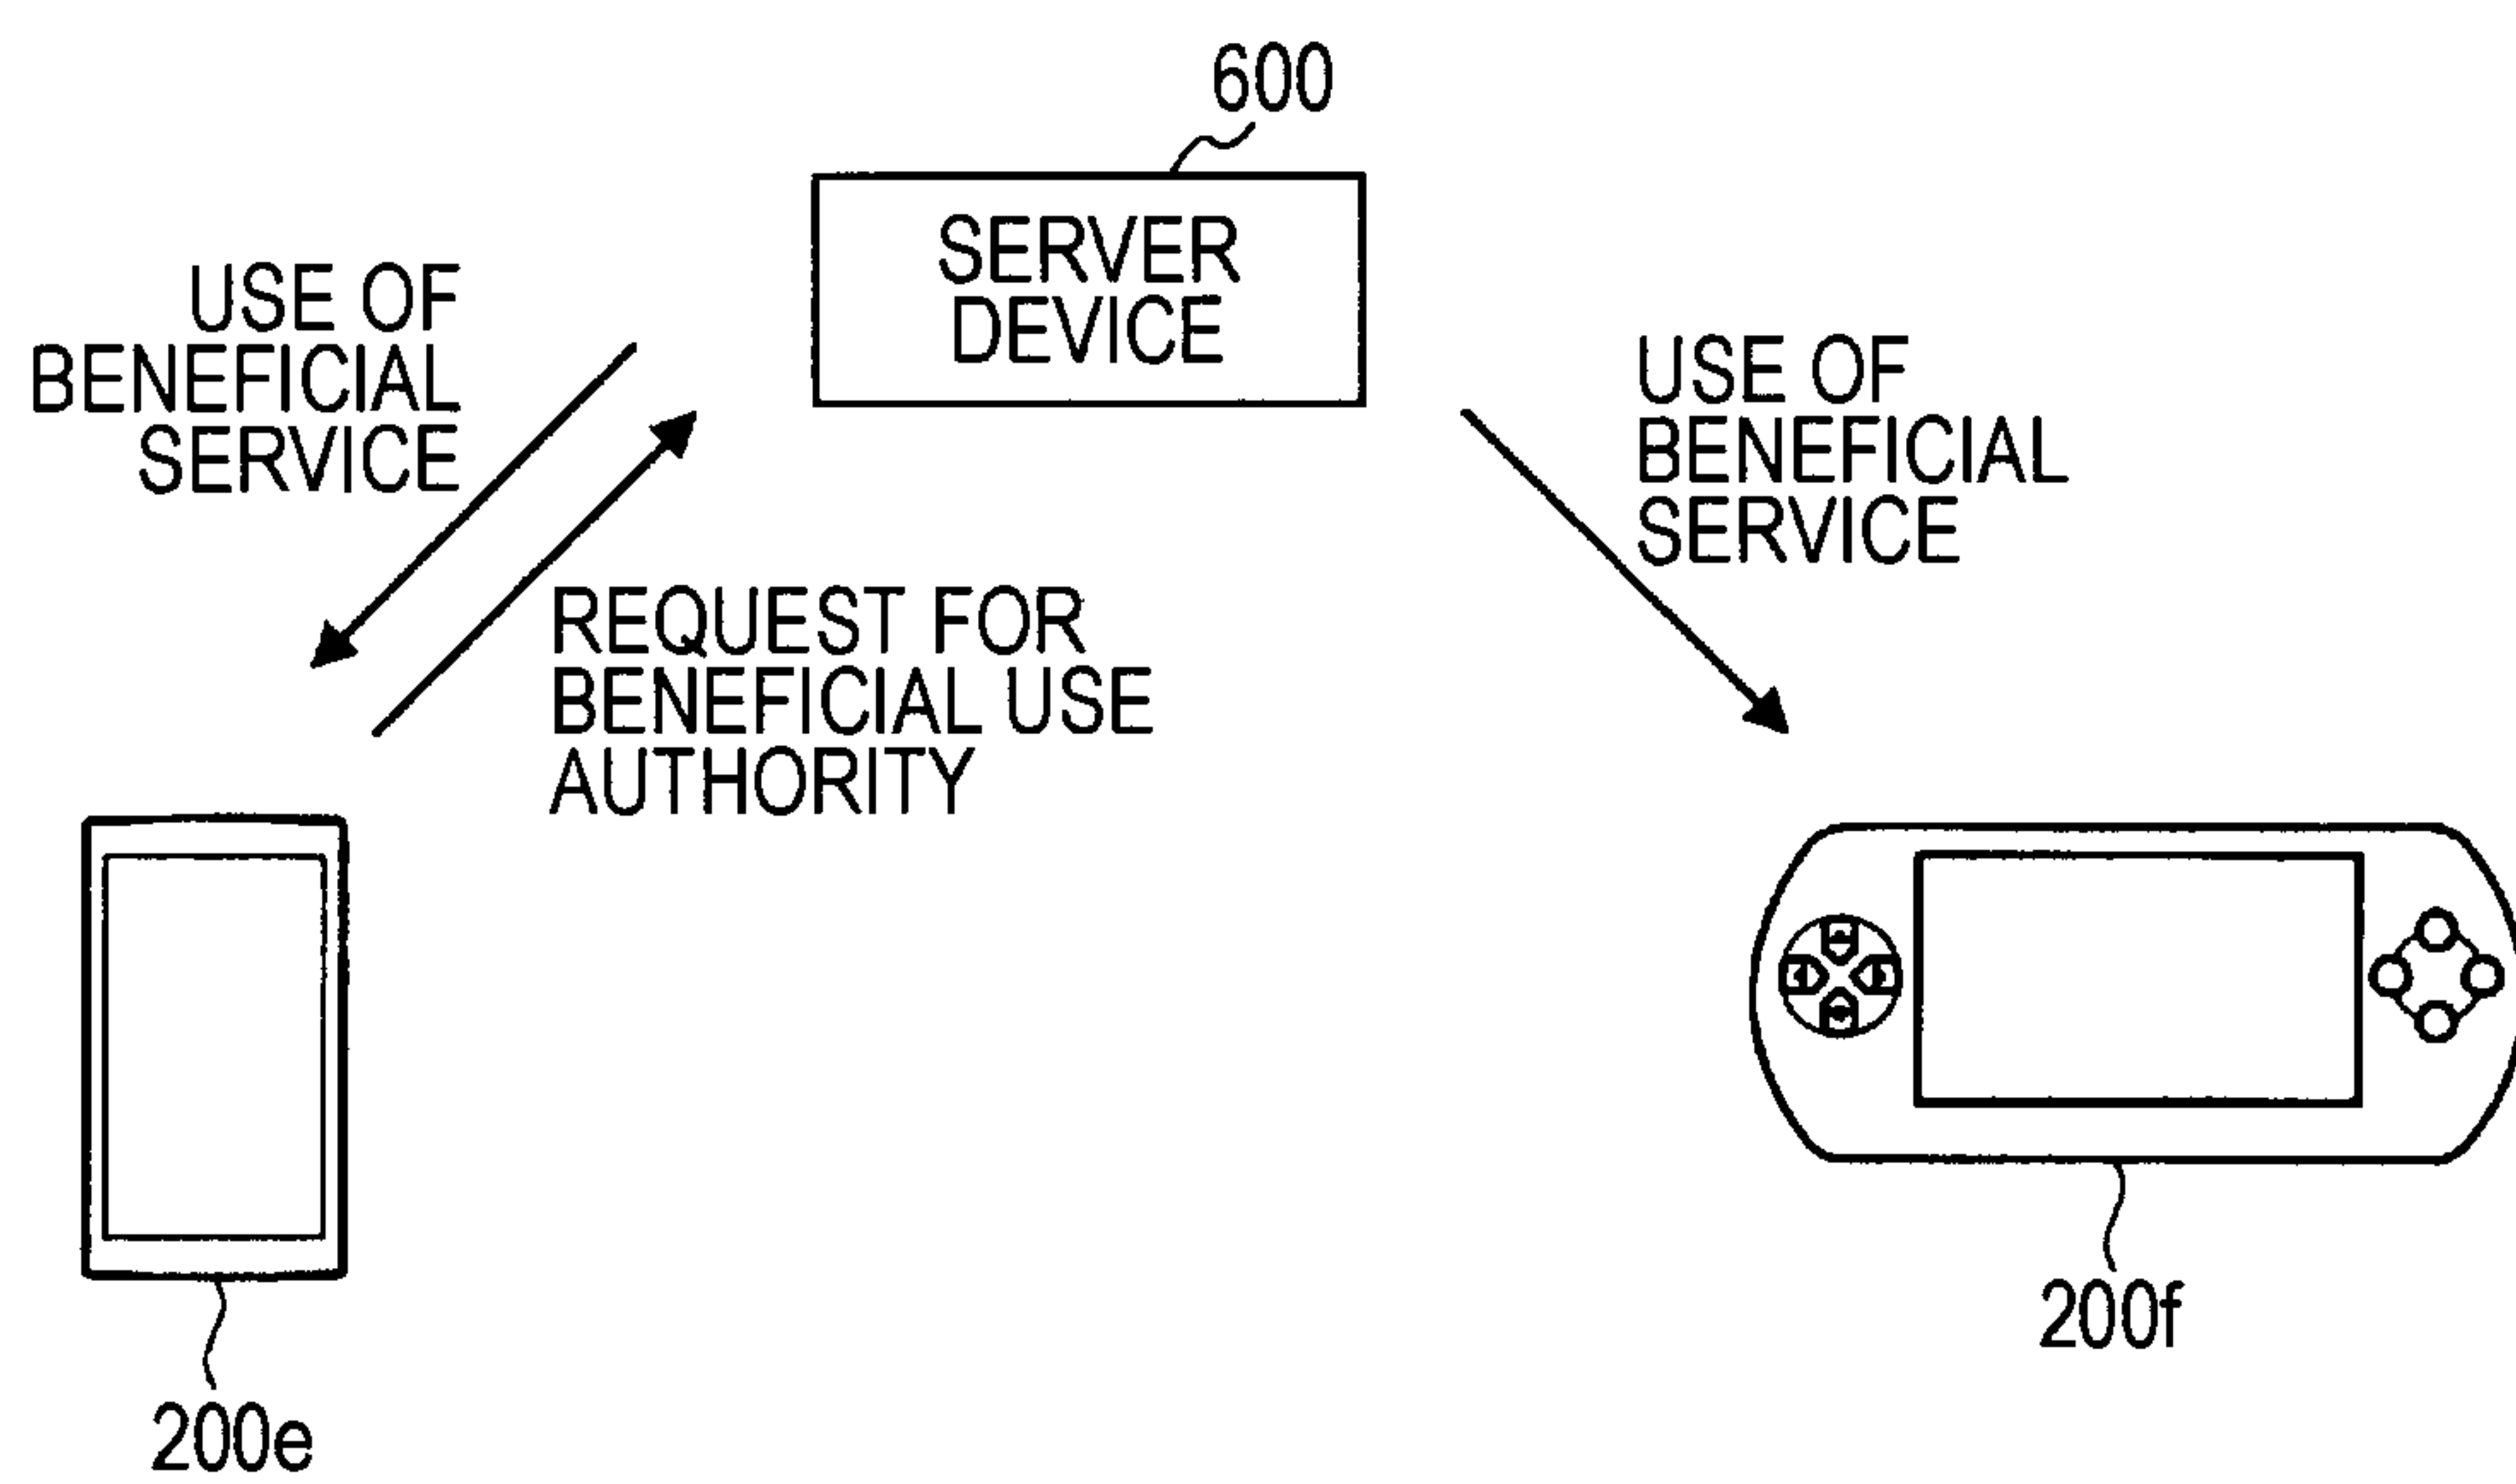 600
SERVER
DEVICE
USE OF
BENEFICIAL
SERVICE
USE OF
BENEFICIAL
SERVICE
REQUEST FOR
BENEFICIAL USE
AUTHORITY
200e
200f